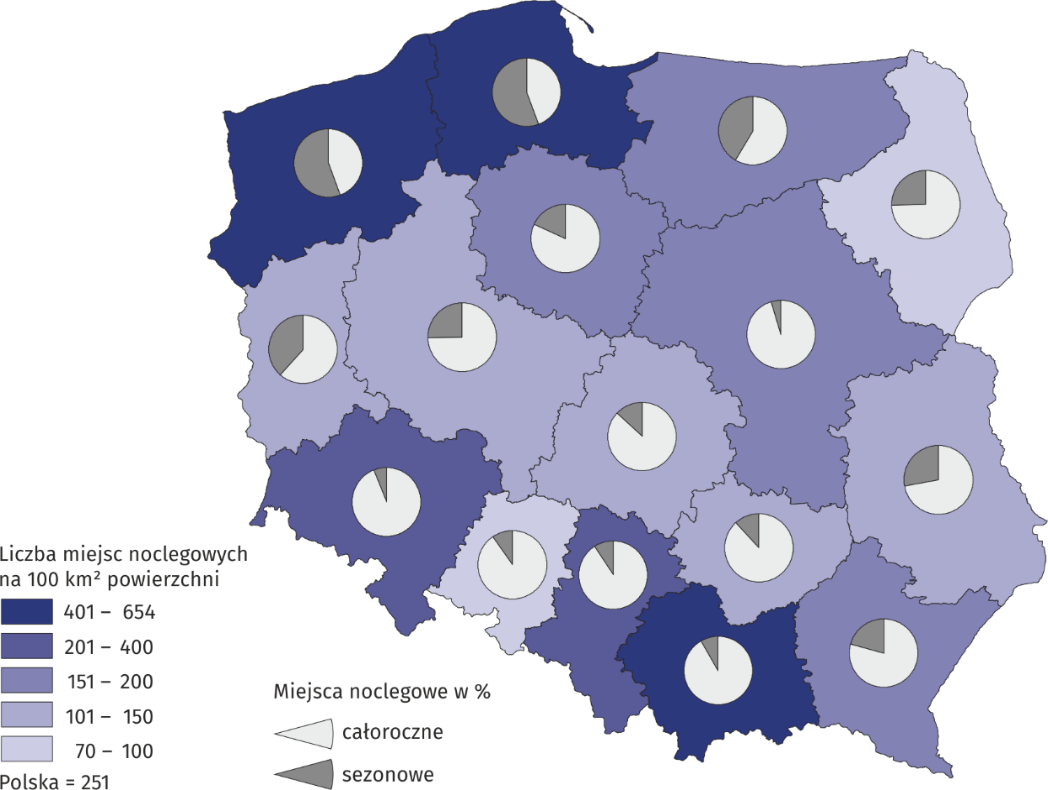 Liczba miejsc noclegowych
na 100 km² powierzchni
401 – 654
201 – 400
151 – 200
101 – 150
70 – 100
Polska = 251
Miejsca noclegowe w %
całoroczne
sezonowe